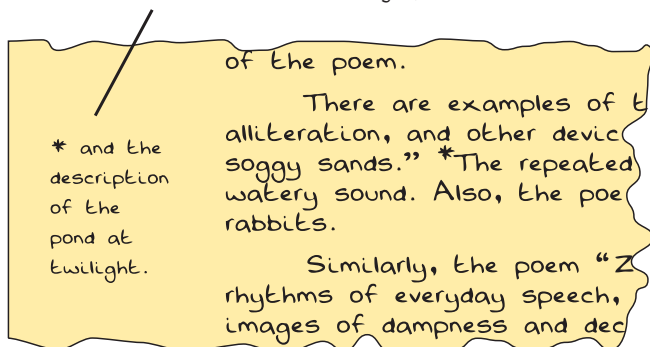 * and the
description
of the
pond at
twilight.
of the poem.
There are examples of t
alliteration, and other devic
soggy sands.” *The repeated
watery sound. Also, the poe
rabbits.
Similarly, the poem “Z
rhythms of everyday speech,
images of dampness and dec